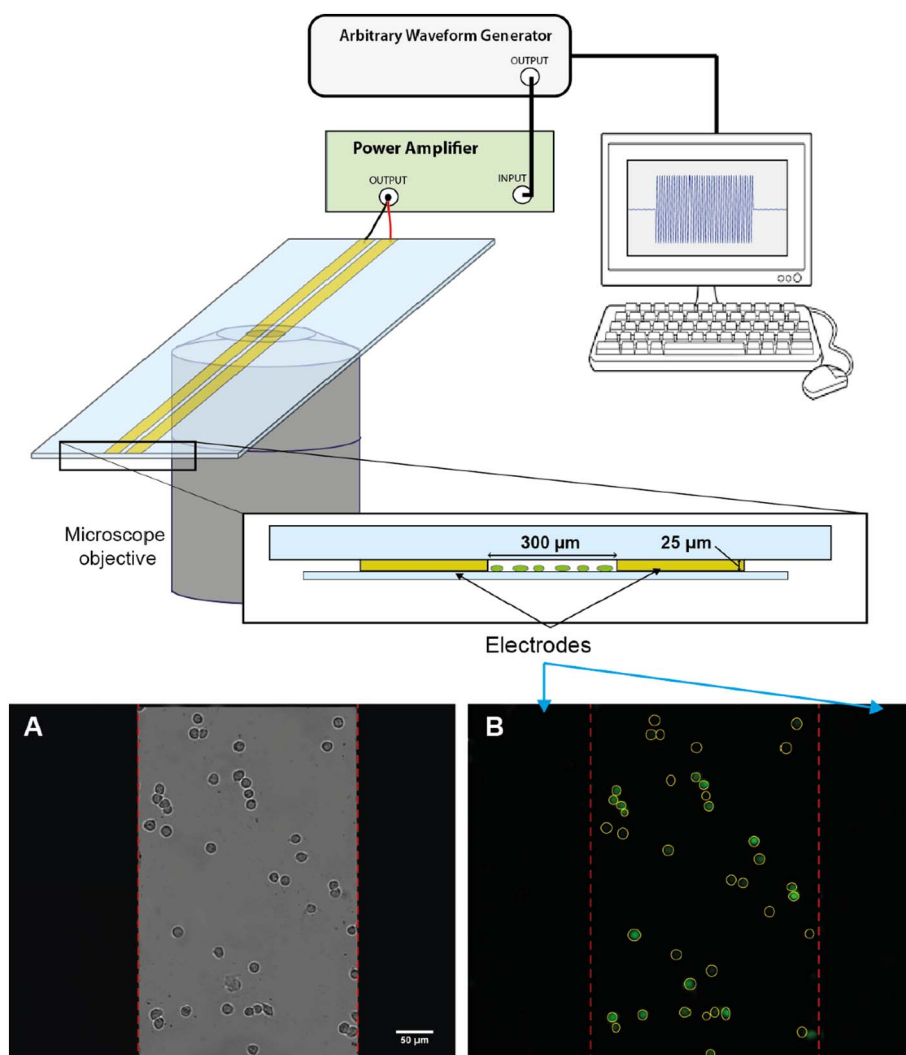 Arbitrary Waveform Generator
OUTPUT
Power Amplifier
OUTPUT
INPUT
Microscope
objective
300 µm
25 µm
Electrodes
A
B
50 µm